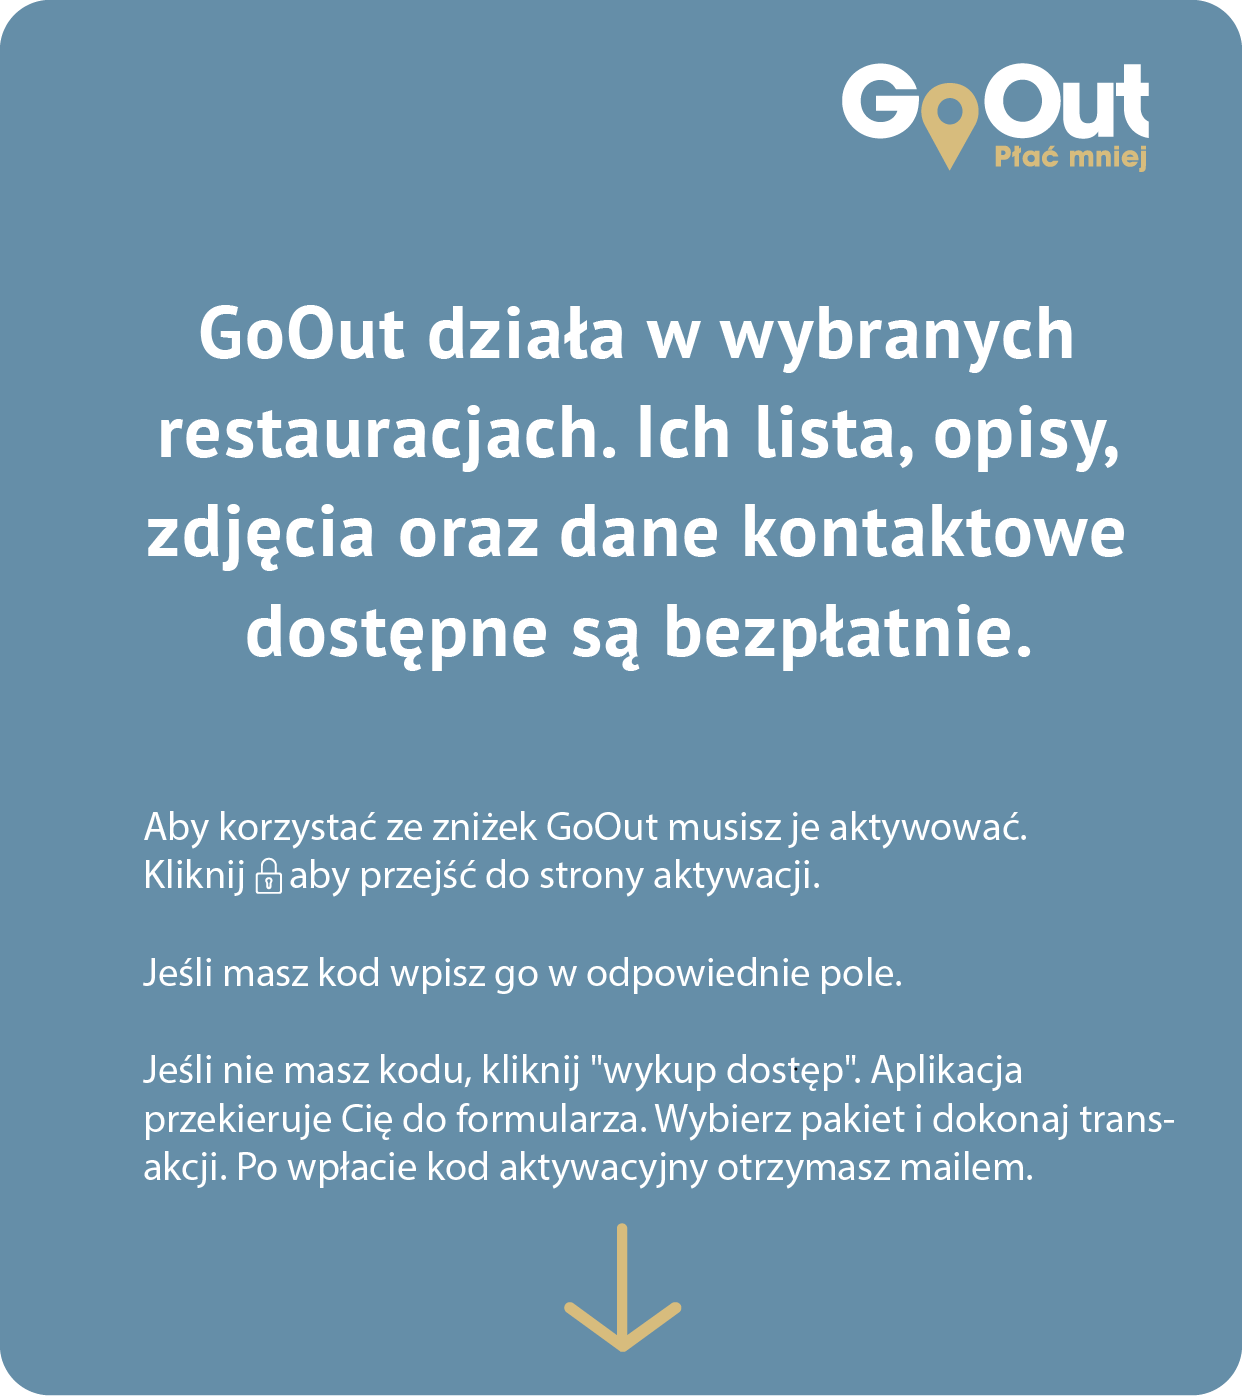 GoOut
Płać mniej
GoOut działa w wybranych
restauracjach. Ich lista, opisy,
zdjęcia oraz dane kontaktowe
dostępne są bezpłatnie.
Aby korzystać ze zniżek GoOut musisz je aktywować.
Kliknij aby przejść do strony aktywacji.
Jeśli masz kod wpisz go w odpowiednie pole.
Jeśli nie masz kodu, kliknij "wykup dostęp". Aplikacja
przekieruje Cię do formularza. Wybierz pakiet i dokonaj trans-
akcji. Po wpłacie kod aktywacyjny otrzymasz mailem.